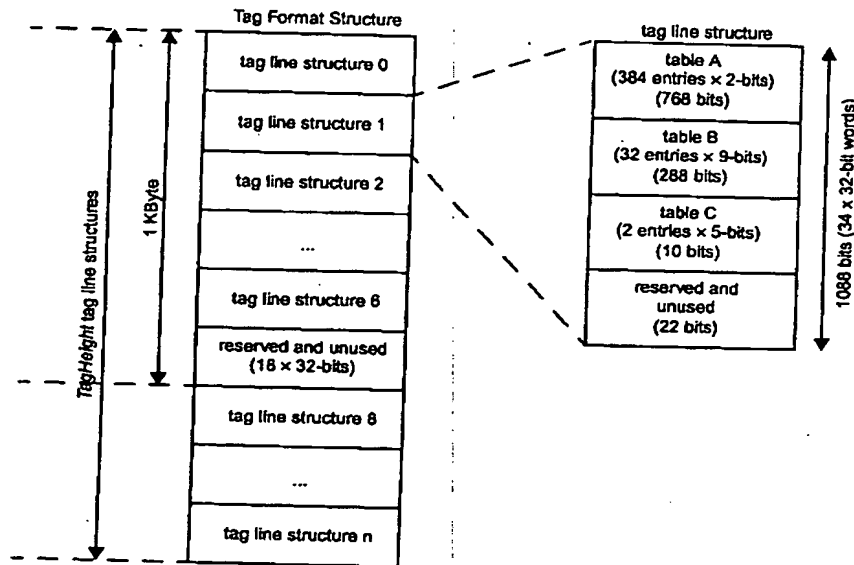 Tag Format Structure
tag line structure 0
tag line structure 1
tag line structure 2
...
tag line structure 6
reserved and unused
(16 × 32-bits)
tag line structure 8
...
tag line structure n
TagHeight tag line structures
1 KByte
tag line structure
table A
(384 entries × 2-bits)
(768 bits)
table B
(32 entries × 9-bits)
(288 bits)
table C
(2 entries × 5-bits)
(10 bits)
reserved and
unused
(22 bits)
1088 bits (34 x 32-bit words)